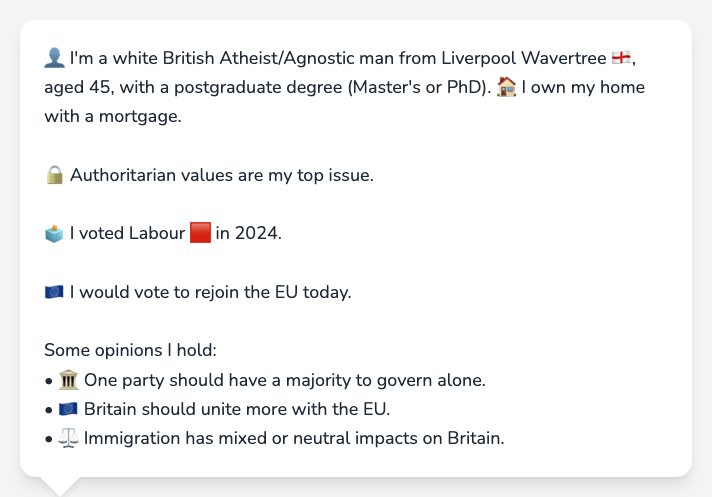 👤 I'm a white British Atheist/Agnostic man from Liverpool Wavertree 🏴󠁧󠁢󠁥󠁮󠁧󠁿,
aged 45, with a postgraduate degree (Master's or PhD). 🏠 I own my home
with a mortgage.
🔒 Authoritarian values are my top issue.
🗳️ I voted Labour 🟥 in 2024.
🇪🇺 I would vote to rejoin the EU today.
Some opinions I hold:
• 🏛️ One party should have a majority to govern alone.
• 🇪🇺 Britain should unite more with the EU.
• ⚖️ Immigration has mixed or neutral impacts on Britain.